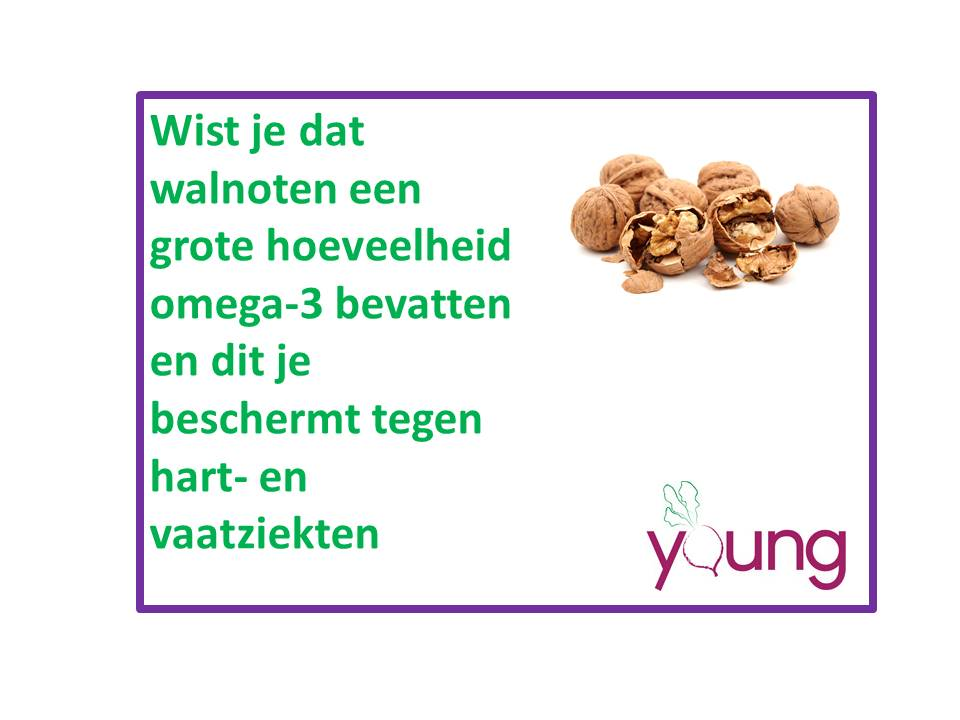 Wist je dat
walnoten een
grote hoeveelheid
omega-3 bevatten
en dit je
beschermt tegen
hart- en
vaatziekten
young